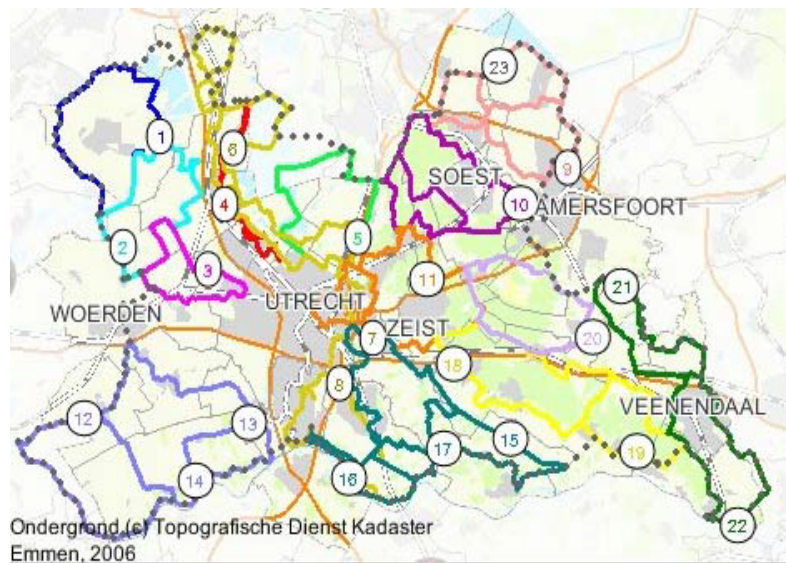 23
1
6
9
SOEST
10
AMERSFOORT
4
5
2
3
11
21
UTRECHT
WOERDEN
7
ZEIST
20
18
8
VEENENDAAL
12
13
15
17
19
14
16
22
Ondergrond (c) Topografische Dienst Kadaster
Emmen, 2006